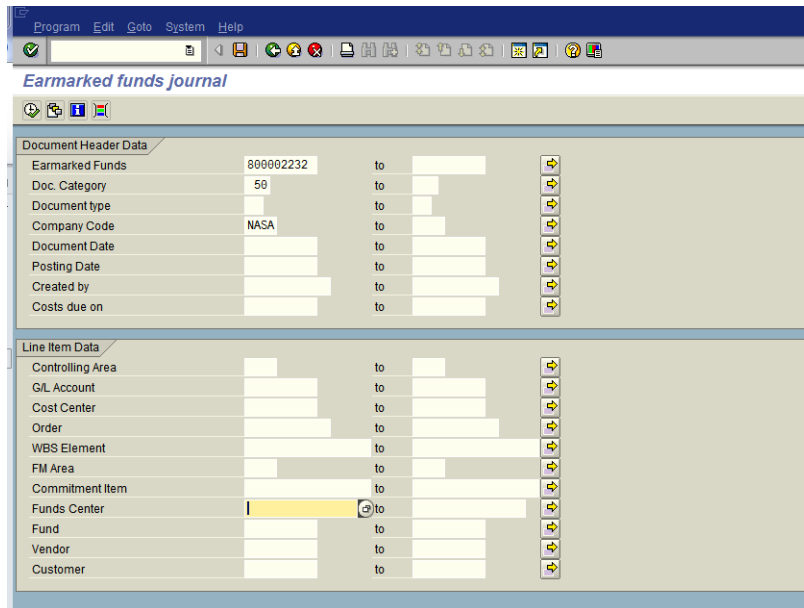 Program Edit Goto System Help
Earmarked funds journal
Document Header Data
Earmarked Funds 800002232 to
Doc. Category 50 to
Document type to
Company Code NASA to
Document Date to
Posting Date to
Created by to
Costs due on to
Line Item Data
Controlling Area to
G/L Account to
Cost Center to
Order to
WBS Element to
FM Area to
Commitment Item to
Funds Center to
Fund to
Vendor to
Customer to